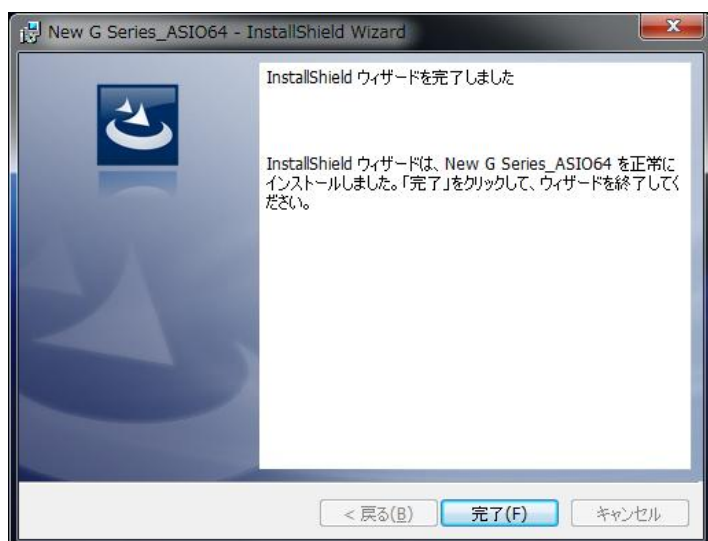 New G Series_ASIO64 - InstallShield Wizard
InstallShield ウィザードを完了しました
InstallShield ウィザードは、New G Series_ASIO64 を正常に
インストールしました。「完了」をクリックして、ウィザードを終了してく
ださい。
< 戻る(B) 完了(F) キャンセル